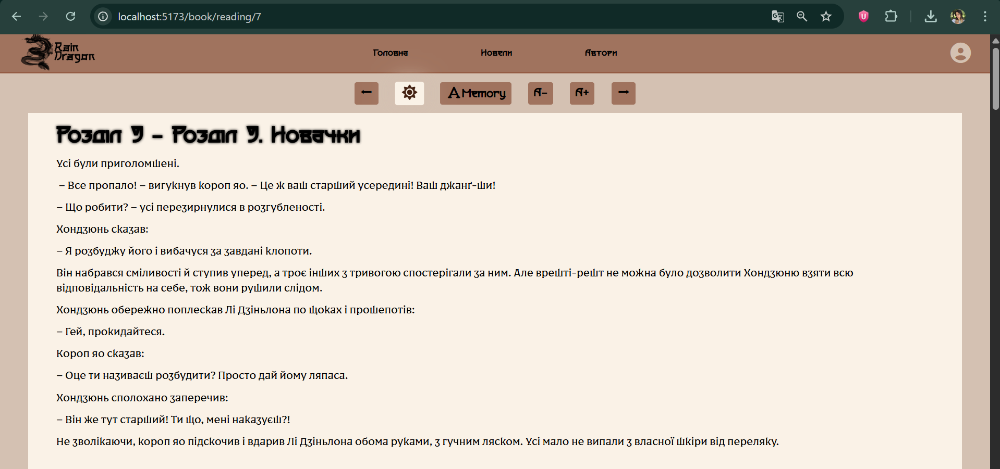 localhost:5173/book/reading/7
Rain
Dragon
Головна
Новели
Автори
A Memory
A-
A+
Розділ 9 - Розділ 9. Новачки
Усі були приголомшені.
– Все пропало! – вигукнув короп яо. – Це ж ваш старший усередині! Ваш джанґ-ши!
– Що робити? – усі перезирнулися в розгубленості.
Хондзюнь сказав:
– Я розбуджу його і вибачуся за завдані клопоти.
Він набрався сміливості й ступив уперед, а троє інших з тривогою спостерігали за ним. Але врешті-решт не можна було дозволити Хондзюню взяти всю
відповідальність на себе, тож вони рушили слідом.
Хондзюнь обережно поплескав Лі Дзіньлона по щоках і прошепотів:
– Гей, прокидайтеся.
Короп яо сказав:
– Оце ти називаєш розбудити? Просто дай йому ляпаса.
Хондзюнь сполохано заперечив:
– Він же тут старший! Ти що, мені наказуєш?!
Не зволікаючи, короп яо підскочив і вдарив Лі Дзіньлона обома руками, з гучним ляском. Усі мало не випали з власної шкіри від переляку.